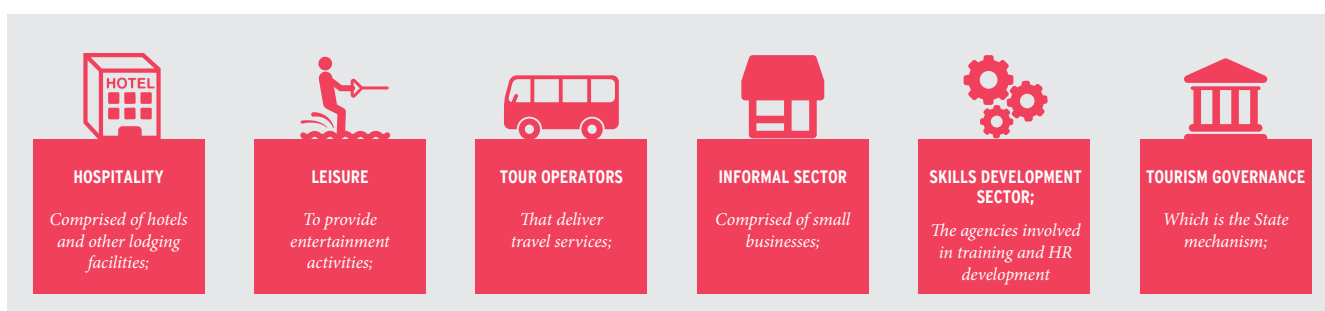 HOTEL
HOSPITALITY
Comprised of hotels
and other lodging
facilities;
LEISURE
To provide
entertainment
activities;
TOUR OPERATORS
That deliver
travel services;
INFORMAL SECTOR
Comprised of small
businesses;
SKILLS DEVELOPMENT
SECTOR;
The agencies involved
in training and HR
development
TOURISM GOVERNANCE
Which is the State
mechanism;